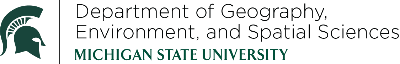 Department of Geography,
Environment, and Spatial Sciences
MICHIGAN STATE UNIVERSITY